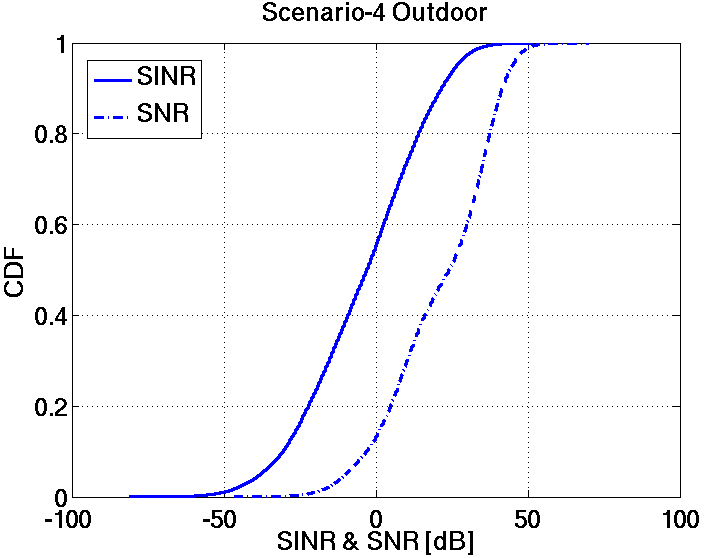 Scenario-4 Outdoor
1
0.8
0.6
0.4
0.2
0
CDF
SINR
SNR
-100
-50
0
50
100
SINR & SNR [dB]